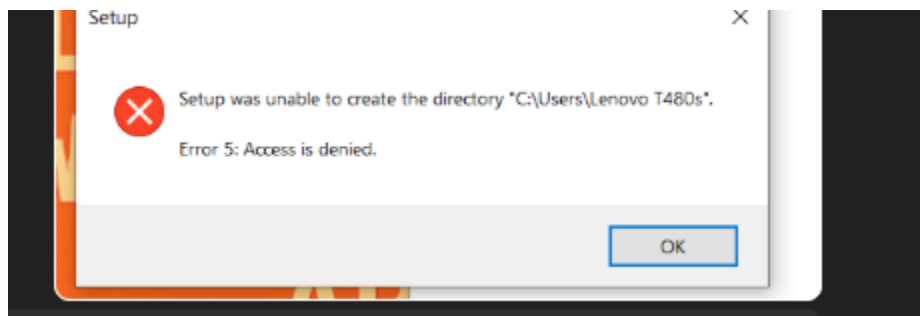 Setup
Setup was unable to create the directory "C:\Users\Lenovo T480s".
Error 5: Access is denied.
OK